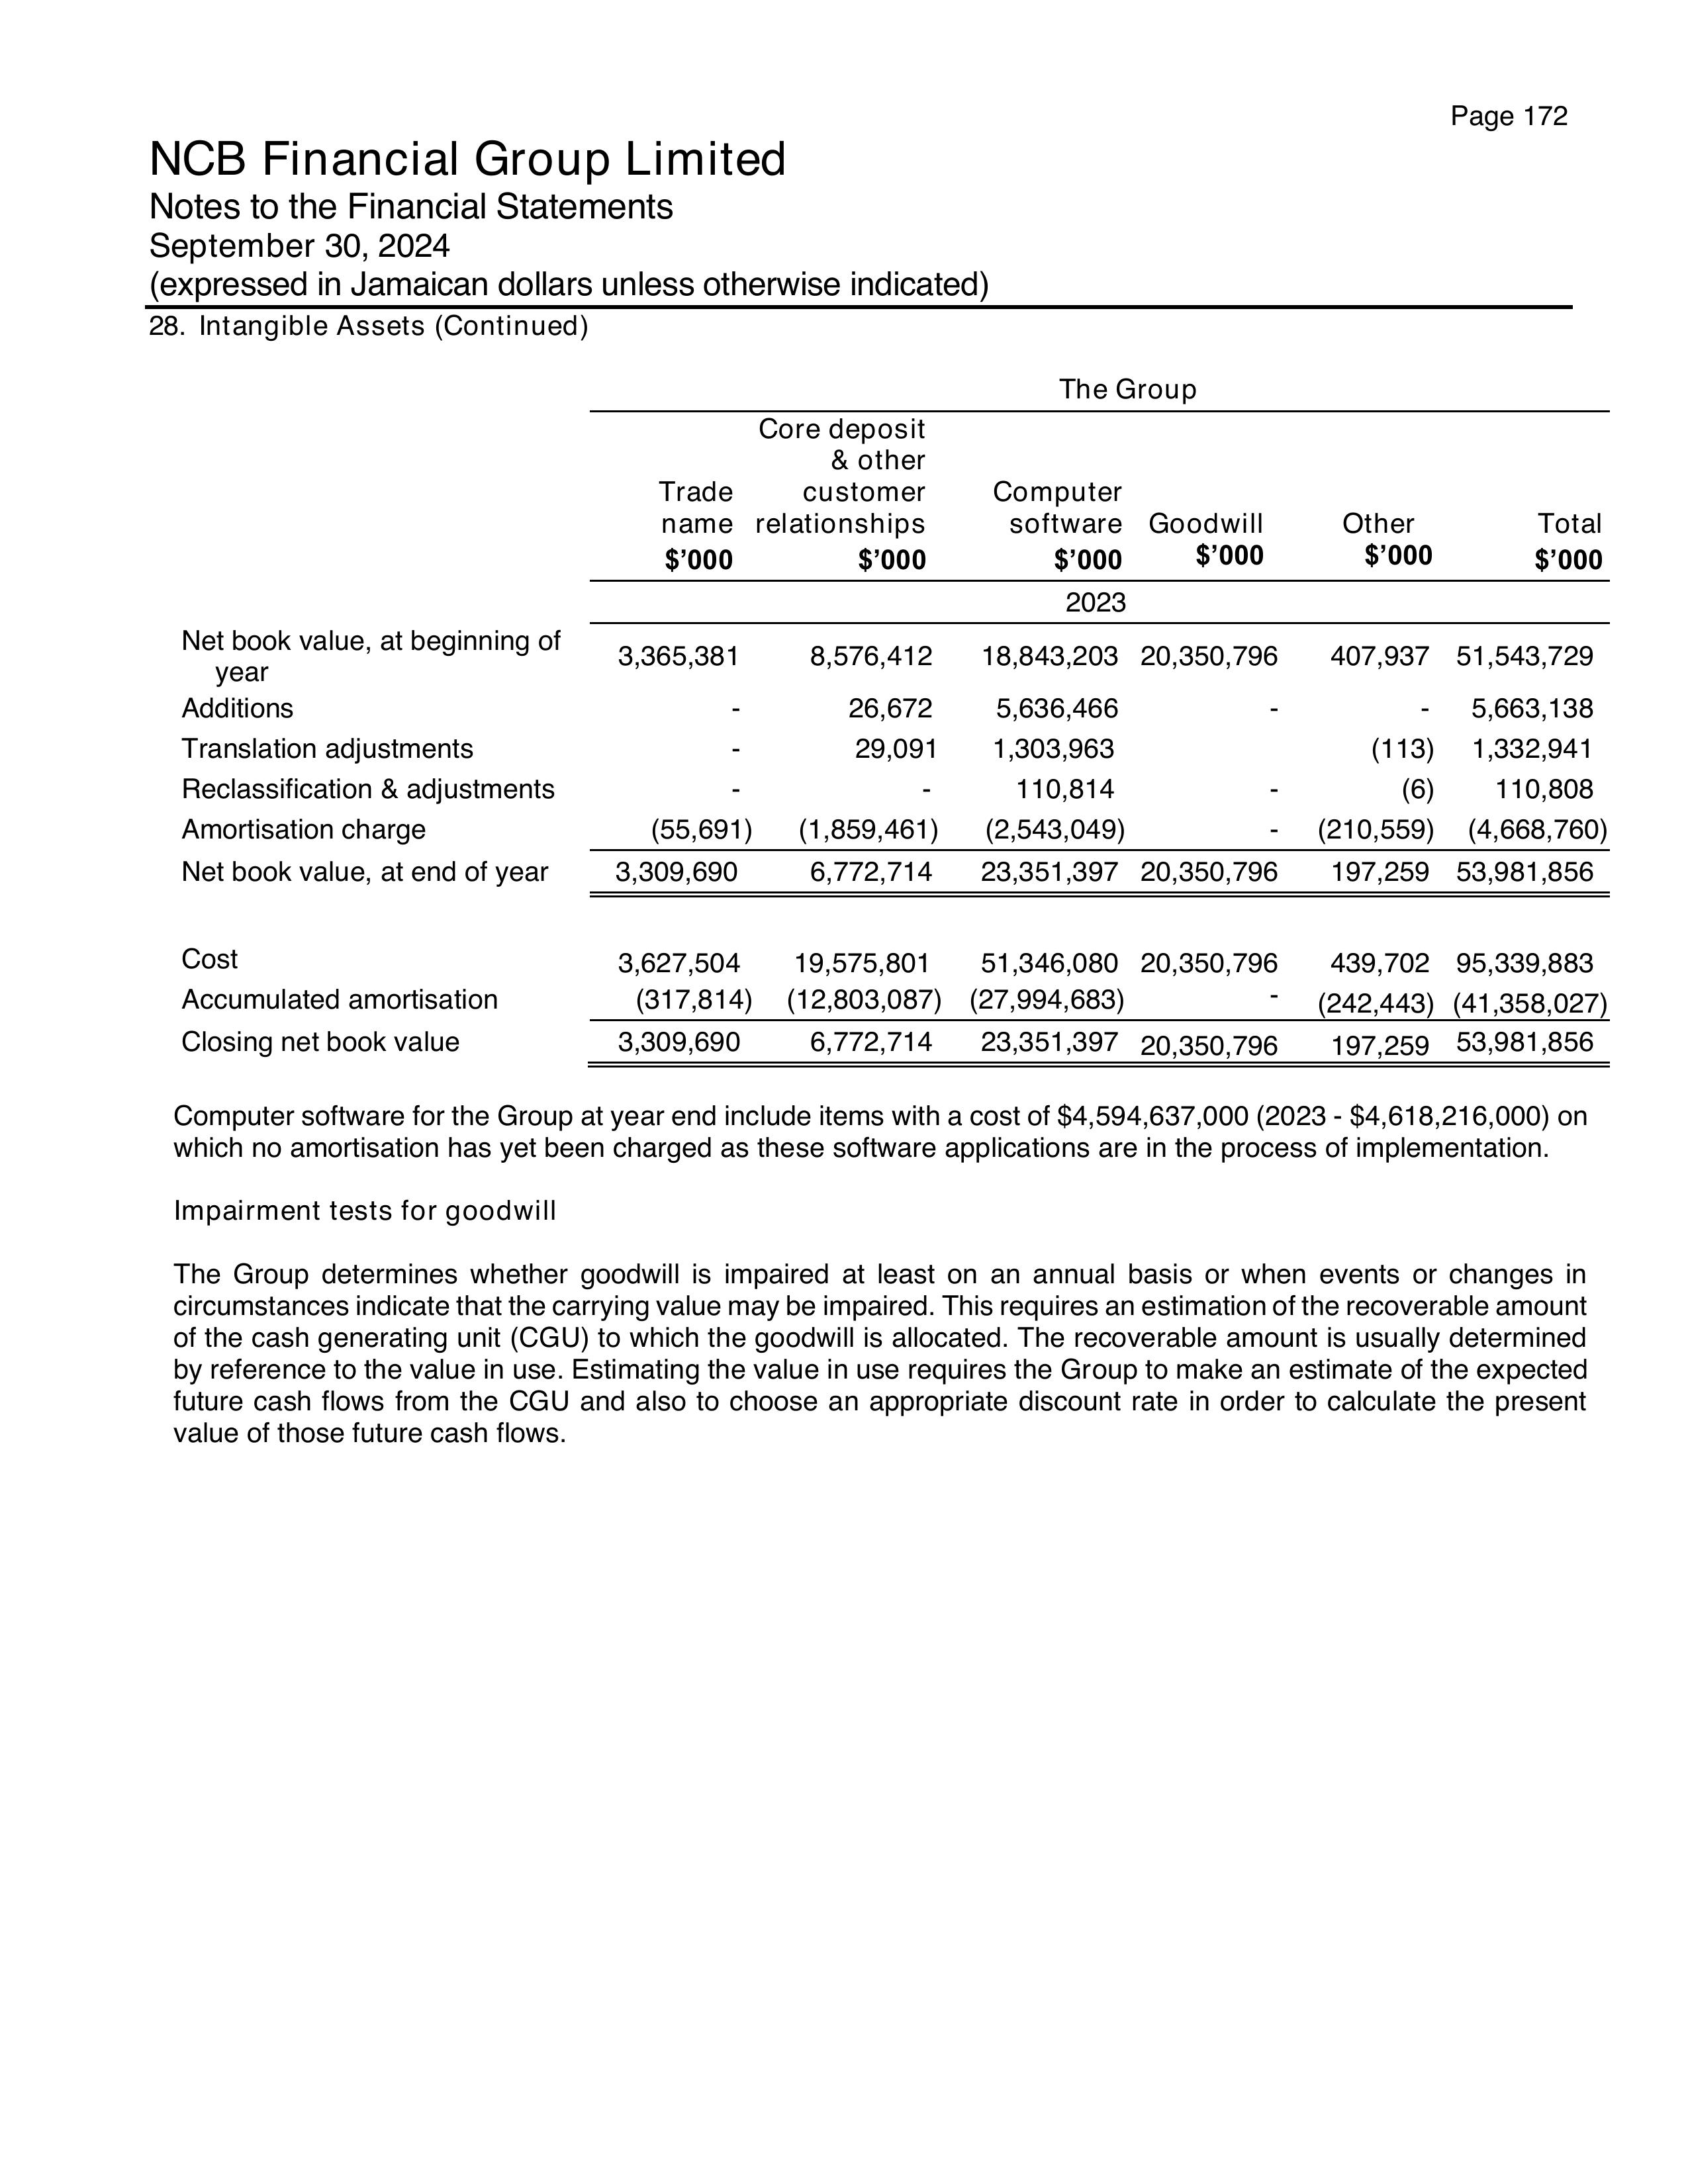 Page 172
NCB Financial Group Limited
Notes to the Financial Statements
September 30, 2024
(expressed in Jamaican dollars unless otherwise indicated)
28. Intangible Assets (Continued)
The Group
Core deposit
& other
Trade customer Computer
name relationships software Goodwill Other Total
$’000 $’000 $’000 $’000 $’000 $’000
2023
Net book value, at beginning of
year 3,365,381 8,576,412 18,843,203 20,350,796 407,937 51,543,729
Additions - 26,672 5,636,466 - - 5,663,138
Translation adjustments - 29,091 1,303,963 (113) 1,332,941
Reclassification & adjustments - - 110,814 - (6) 110,808
Amortisation charge (55,691) (1,859,461) (2,543,049) - (210,559) (4,668,760)
Net book value, at end of year 3,309,690 6,772,714 23,351,397 20,350,796 197,259 53,981,856
Cost 3,627,504 19,575,801 51,346,080 20,350,796 439,702 95,339,883
Accumulated amortisation (317,814) (12,803,087) (27,994,683) - (242,443) (41,358,027)
Closing net book value 3,309,690 6,772,714 23,351,397 20,350,796 197,259 53,981,856
Computer software for the Group at year end include items with a cost of $4,594,637,000 (2023 - $4,618,216,000) on
which no amortisation has yet been charged as these software applications are in the process of implementation.
Impairment tests for goodwill
The Group determines whether goodwill is impaired at least on an annual basis or when events or changes in
circumstances indicate that the carrying value may be impaired. This requires an estimation of the recoverable amount
of the cash generating unit (CGU) to which the goodwill is allocated. The recoverable amount is usually determined
by reference to the value in use. Estimating the value in use requires the Group to make an estimate of the expected
future cash flows from the CGU and also to choose an appropriate discount rate in order to calculate the present
value of those future cash flows.